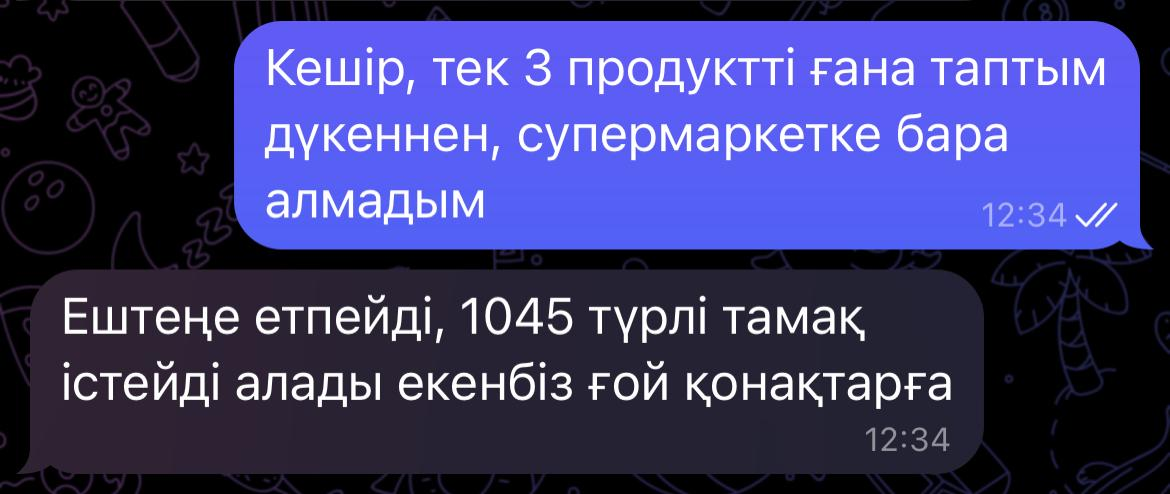 Кешір, тек 3 продуктті ғана таптым
дүкеннен, супермаркетке бара
алмадым
12:34
Ештеңе етпейді, 1045 түрлі тамақ
істейді алады екенбіз ғой қонақтарға
12:34